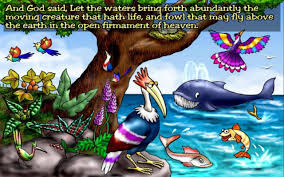 And God said, Let the waters bring forth abundantly the
moving creature that hath life, and fowl that may fly above
the earth in the open firmament of heaven.